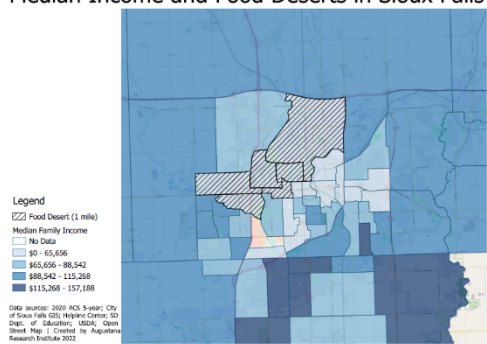 Median Income and Food Deserts in Sioux Falls
Legend
Food Desert (1 mile)
Median Family Income
No Data
$0 - 65,656
$65,656 - 88,542
$88,542 - 115,268
$115,268 - 157,188
Data sources: 2020 ACS 5-year; City
of Sioux Falls GIS; Helpline Center; SD
Dept. of Education; USDA; Open
Street Map | Created by Augustana
Research Institute 2022